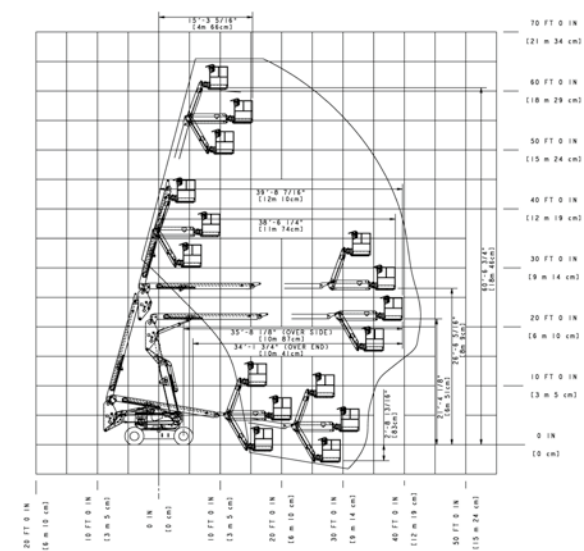 15'-3 5/16"
[4m 66cm]
70 FT 0 IN
[21 m 34 cm]
60 FT 0 IN
[18 m 29 cm]
50 FT 0 IN
[15 m 24 cm]
39'-8 7/16"
[12m 10cm]
40 FT 0 IN
[12 m 19 cm]
38'-6 1/4"
[11m 74cm]
60'-6 3/4"
[18m 46cm]
30 FT 0 IN
[9 m 14 cm]
20 FT 0 IN
[6 m 10 cm]
35'-8 1/8" (OVER SIDE)
[10m 87cm]
34'-1 3/4" (OVER END)
[10m 41cm]
26'-6 5/16"
[8m 9cm]
21'-4 1/8"
[6m 51cm]
10 FT 0 IN
[3 m 5 cm]
2'-8 13/16"
[83cm]
0 IN
[0 cm]
20 FT 0 IN
[6 m 10 cm]
10 FT 0 IN
[3 m 5 cm]
0 IN
[0 cm]
10 FT 0 IN
[3 m 5 cm]
20 FT 0 IN
[6 m 10 cm]
30 FT 0 IN
[9 m 14 cm]
40 FT 0 IN
[12 m 19 cm]
50 FT 0 IN
[15 m 24 cm]